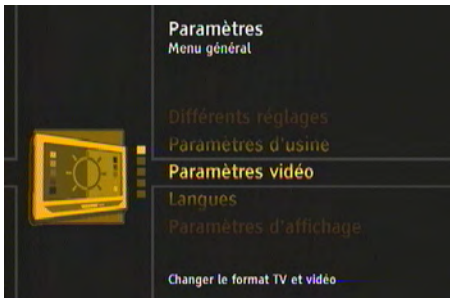 Paramètres
Menu général
Différents réglages
Paramètres d'usine
Paramètres vidéo
Langues
Paramètres d'affichage
Changer le format TV et vidéo